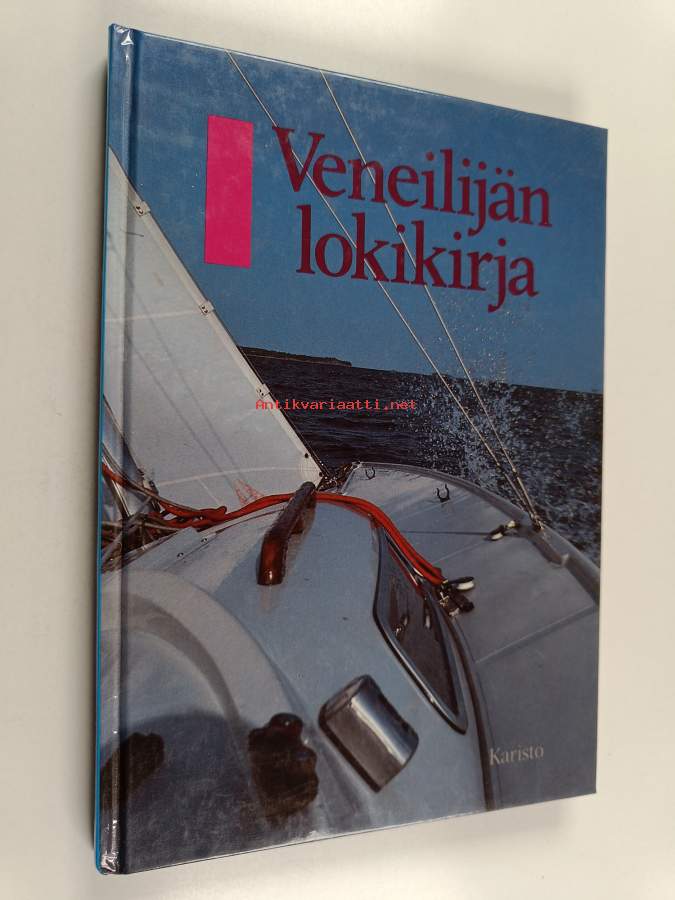 Veneilijän
lokikirja
Antikvariaatti.net
Karisto